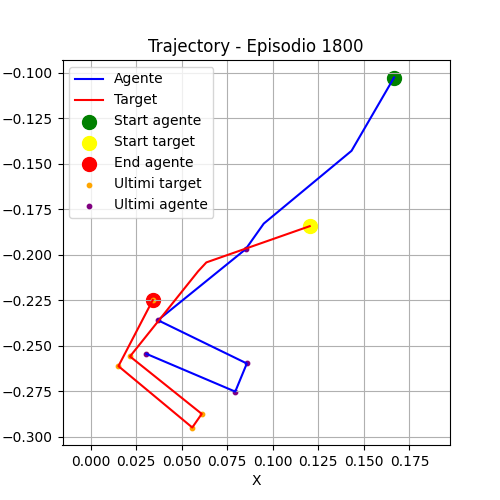 Trajectory - Episodio 1800
Agente
Target
Start agente
Start target
End agente
Ultimi target
Ultimi agente
−0.100
−0.125
−0.150
−0.175
−0.200
−0.225
−0.250
−0.275
−0.300
0.000 0.025 0.050 0.075 0.100 0.125 0.150 0.175
X